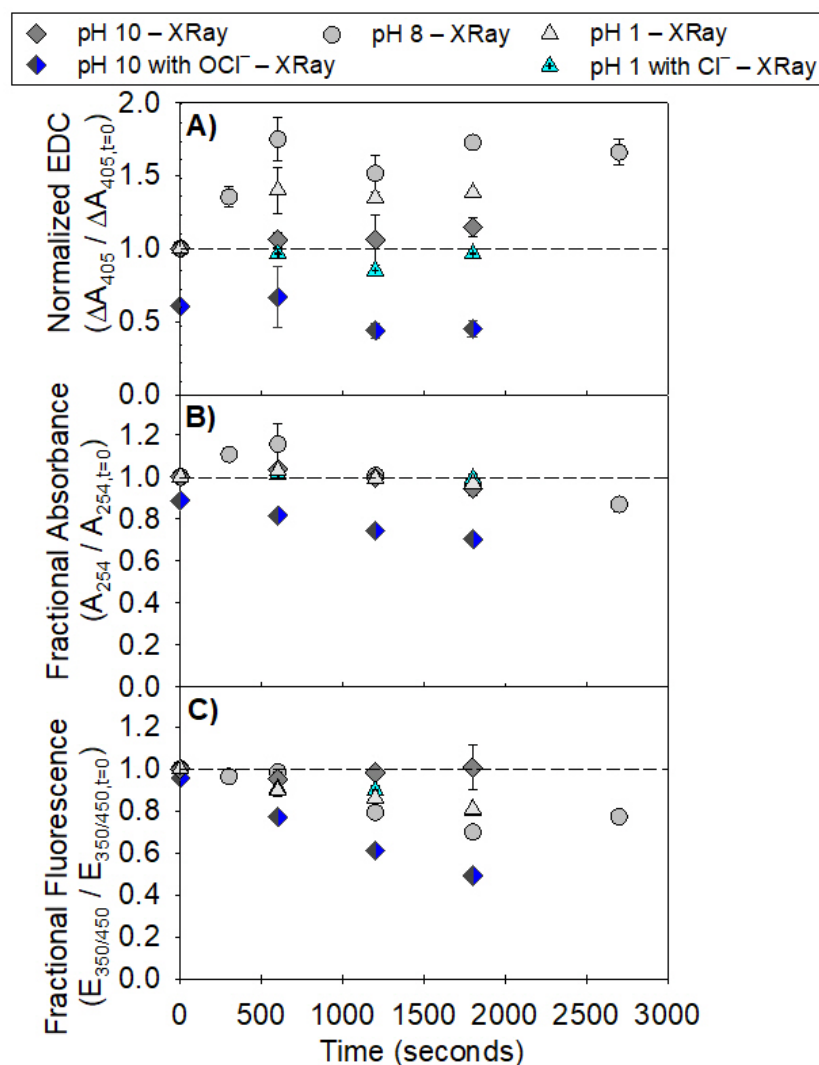 pH 10 – XRay pH 8 – XRay pH 1 – XRay
pH 10 with OCl⁻ – XRay pH 1 with Cl⁻ – XRay
A)
Normalized EDC
(ΔA₄₀₅ / ΔA₄₀₅,ₜ₌₀)
2.0
1.5
1.0
0.5
0.0
B)
Fractional Absorbance
(A₂₅₄ / A₂₅₄,ₜ₌₀)
1.2
1.0
0.8
0.6
0.4
0.2
0.0
C)
Fractional Fluorescence
(E₃₅₀/₄₅₀ / E₃₅₀/₄₅₀,ₜ₌₀)
1.2
1.0
0.8
0.6
0.4
0.2
0.0
0 500 1000 1500 2000 2500 3000
Time (seconds)